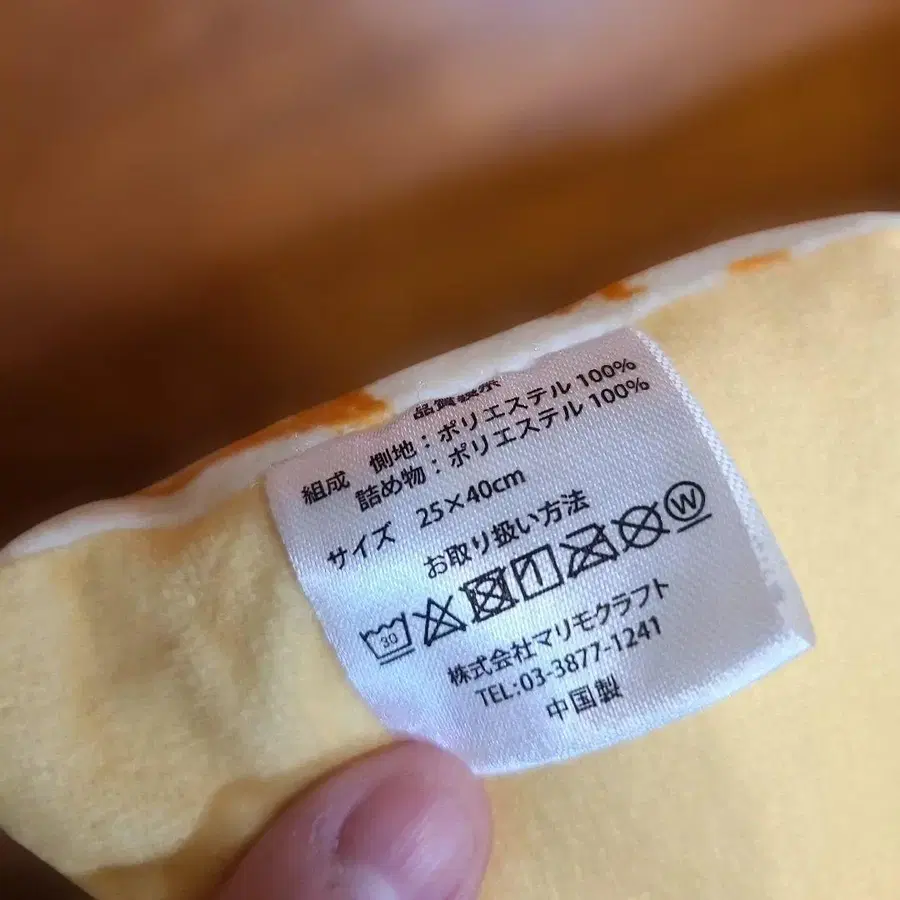 品質表示
組成 側地：ポリエステル 100%
詰め物：ポリエステル 100%
サイズ 25×40cm
お取り扱い方法
30 W
株式会社マリモクラフト
TEL:03-3877-1241
中国製